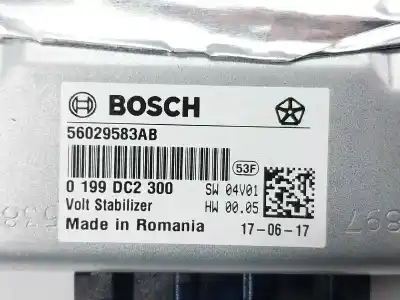 BOSCH
56029583AB
53F
0 199 DC2 300 SW 04V01
Volt Stabilizer HW 00.05
Made in Romania 17-06-17